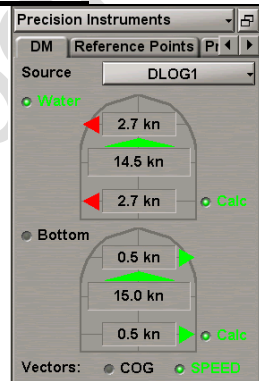 Precision Instruments
DM Reference Points
Source DLOG1
Water
2.7 kn
14.5 kn
2.7 kn Calc
Bottom
0.5 kn
15.0 kn
0.5 kn Calc
Vectors: COG SPEED